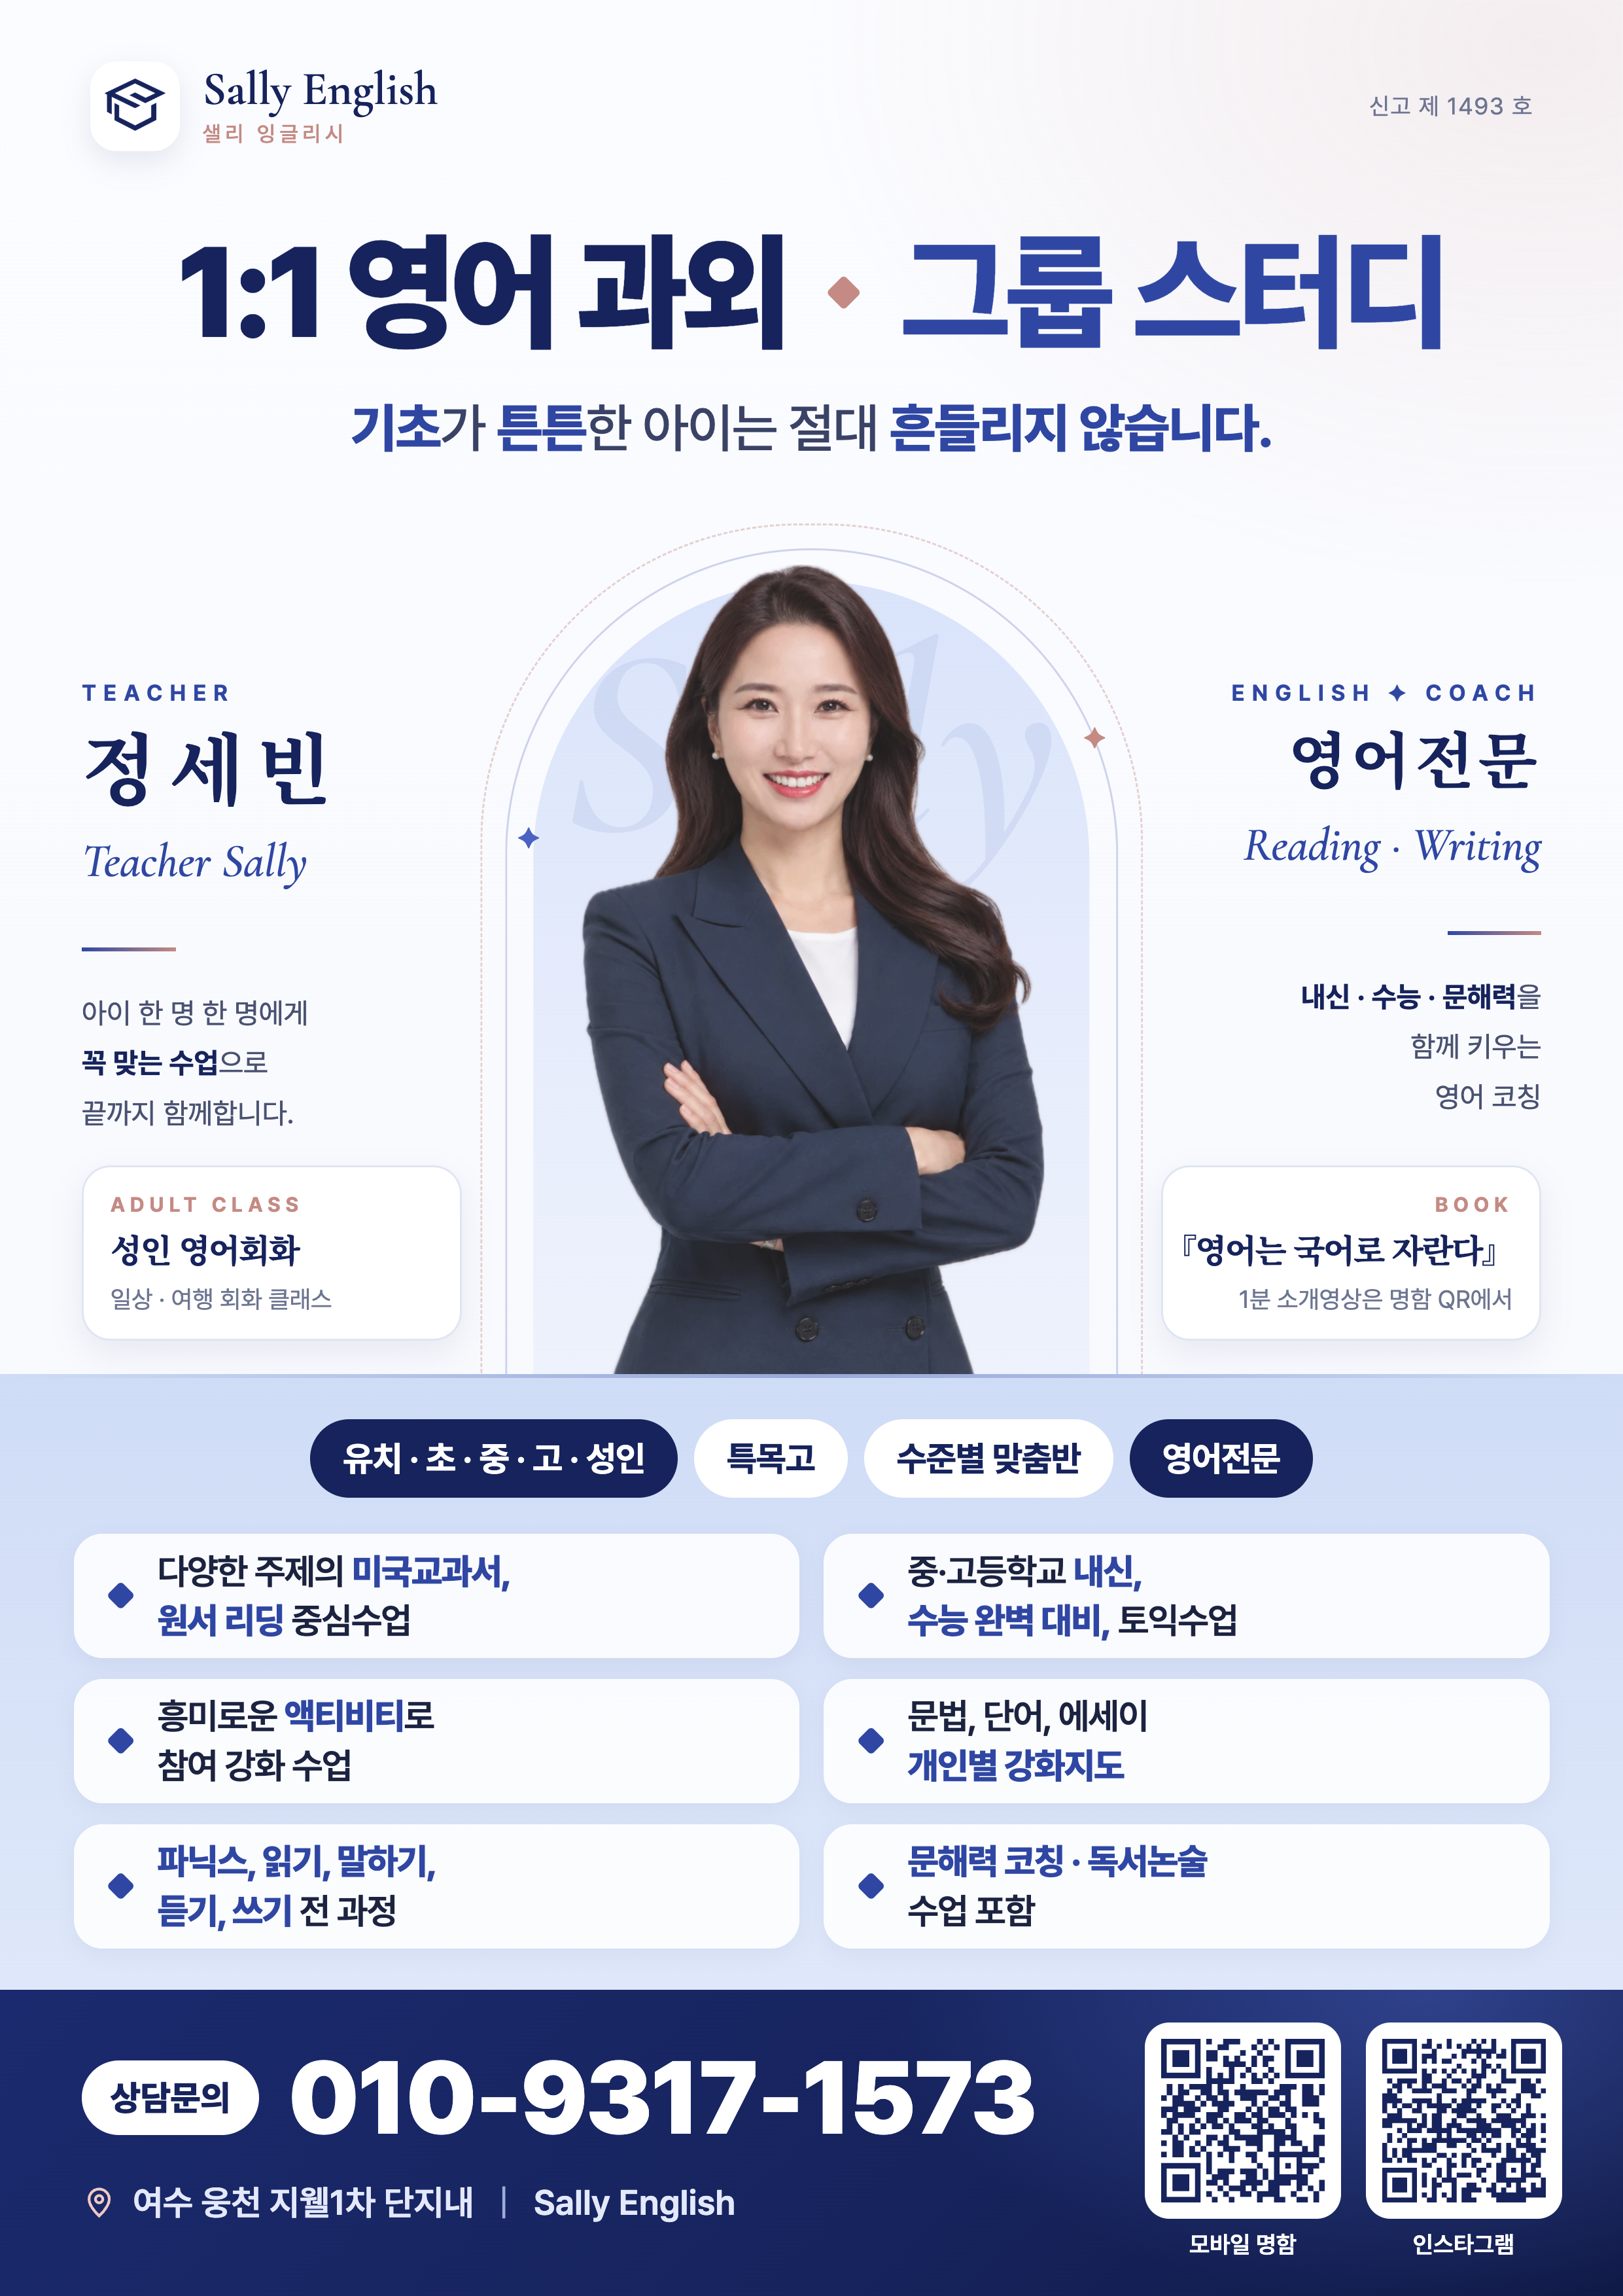 Sally English
샐리 잉글리시
신고 제 1493 호
1:1 영어 과외 ◆ 그룹 스터디
기초가 튼튼한 아이는 절대 흔들리지 않습니다.
Sally
TEACHER
정세빈
Teacher Sally
아이 한 명 한 명에게
꼭 맞는 수업으로
끝까지 함께합니다.
ADULT CLASS
성인 영어회화
일상 · 여행 회화 클래스
ENGLISH ✦ COACH
영어전문
Reading · Writing
내신 · 수능 · 문해력을
함께 키우는
영어 코칭
BOOK
『영어는 국어로 자란다』
1분 소개영상은 명함 QR에서
유치 · 초 · 중 · 고 · 성인
특목고
수준별 맞춤반
영어전문
다양한 주제의 미국교과서,
원서 리딩 중심수업
중·고등학교 내신,
수능 완벽 대비, 토익수업
흥미로운 액티비티로
참여 강화 수업
문법, 단어, 에세이
개인별 강화지도
파닉스, 읽기, 말하기,
듣기, 쓰기 전 과정
문해력 코칭 · 독서논술
수업 포함
상담문의 010-9317-1573
여수 웅천 지웰1차 단지내 | Sally English
모바일 명함
인스타그램